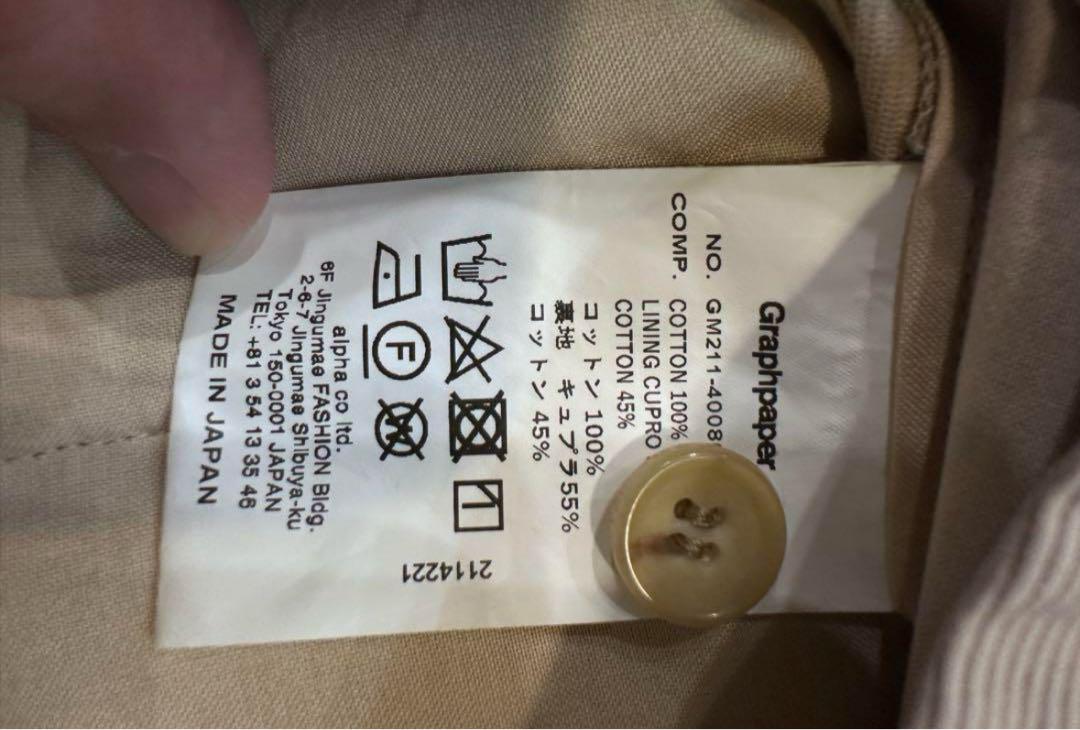 Graphpaper
NO. GM211-4008
COMP. COTTON 100%
LINING CUPRO
COTTON 45%
コットン 100%
裏地 キュプラ 55%
コットン 45%
F
W
2114221
alpha co ltd.
6F Jingumae FASHION Bldg.
2-6-7 Jingumae Shibuya-ku
Tokyo 150-0001 JAPAN
TEL: +81 3 54 13 35 46
MADE IN JAPAN